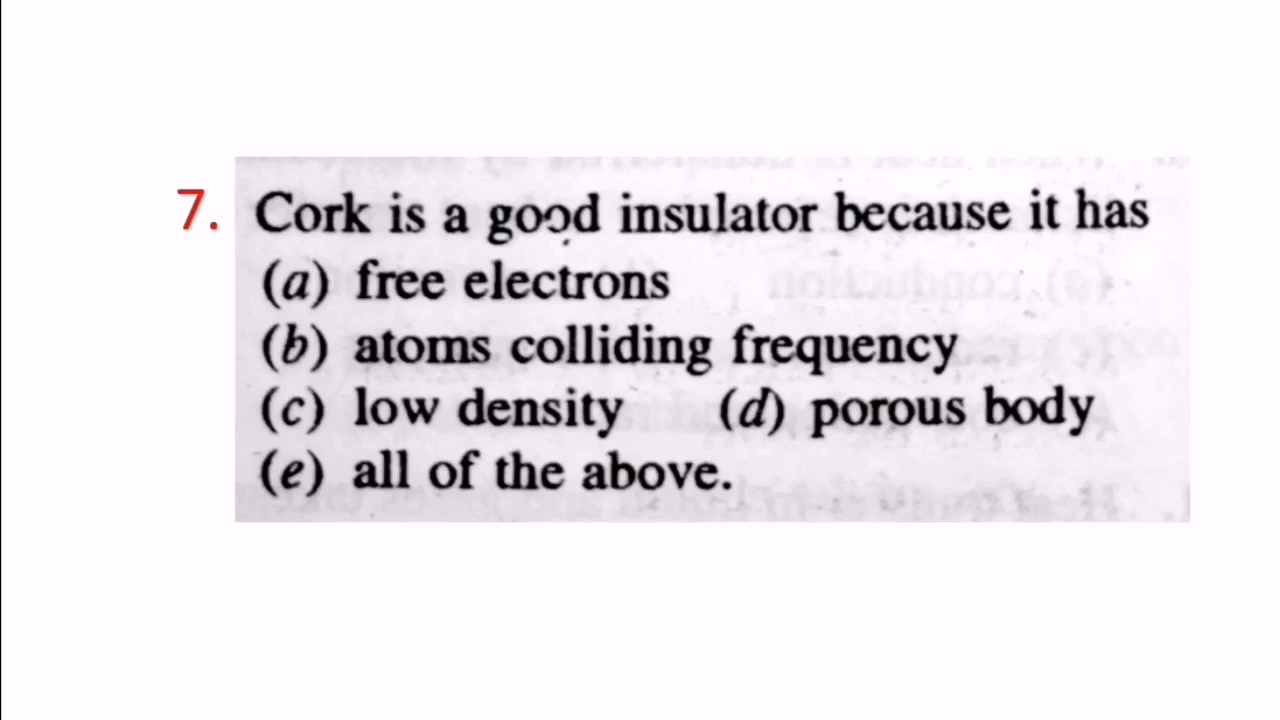 7. Cork is a good insulator because it has
(a) free electrons
(b) atoms colliding frequency
(c) low density (d) porous body
(e) all of the above.